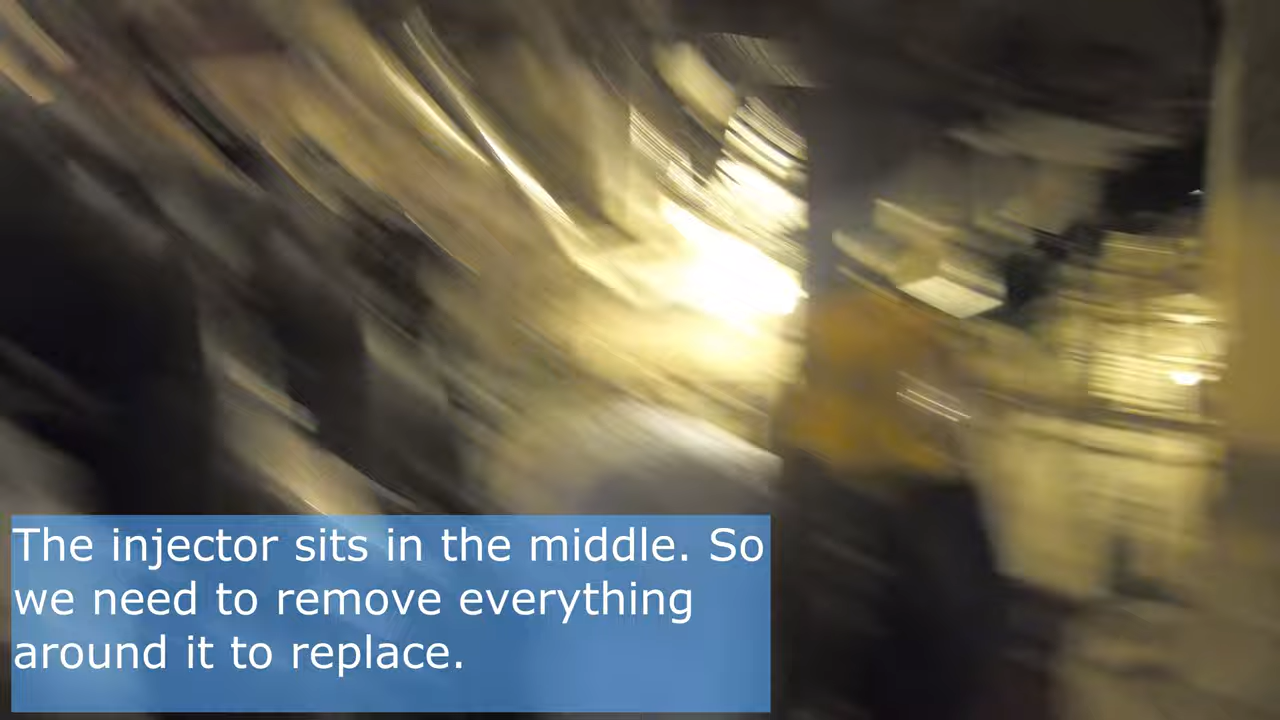 The injector sits in the middle. So
we need to remove everything
around it to replace.